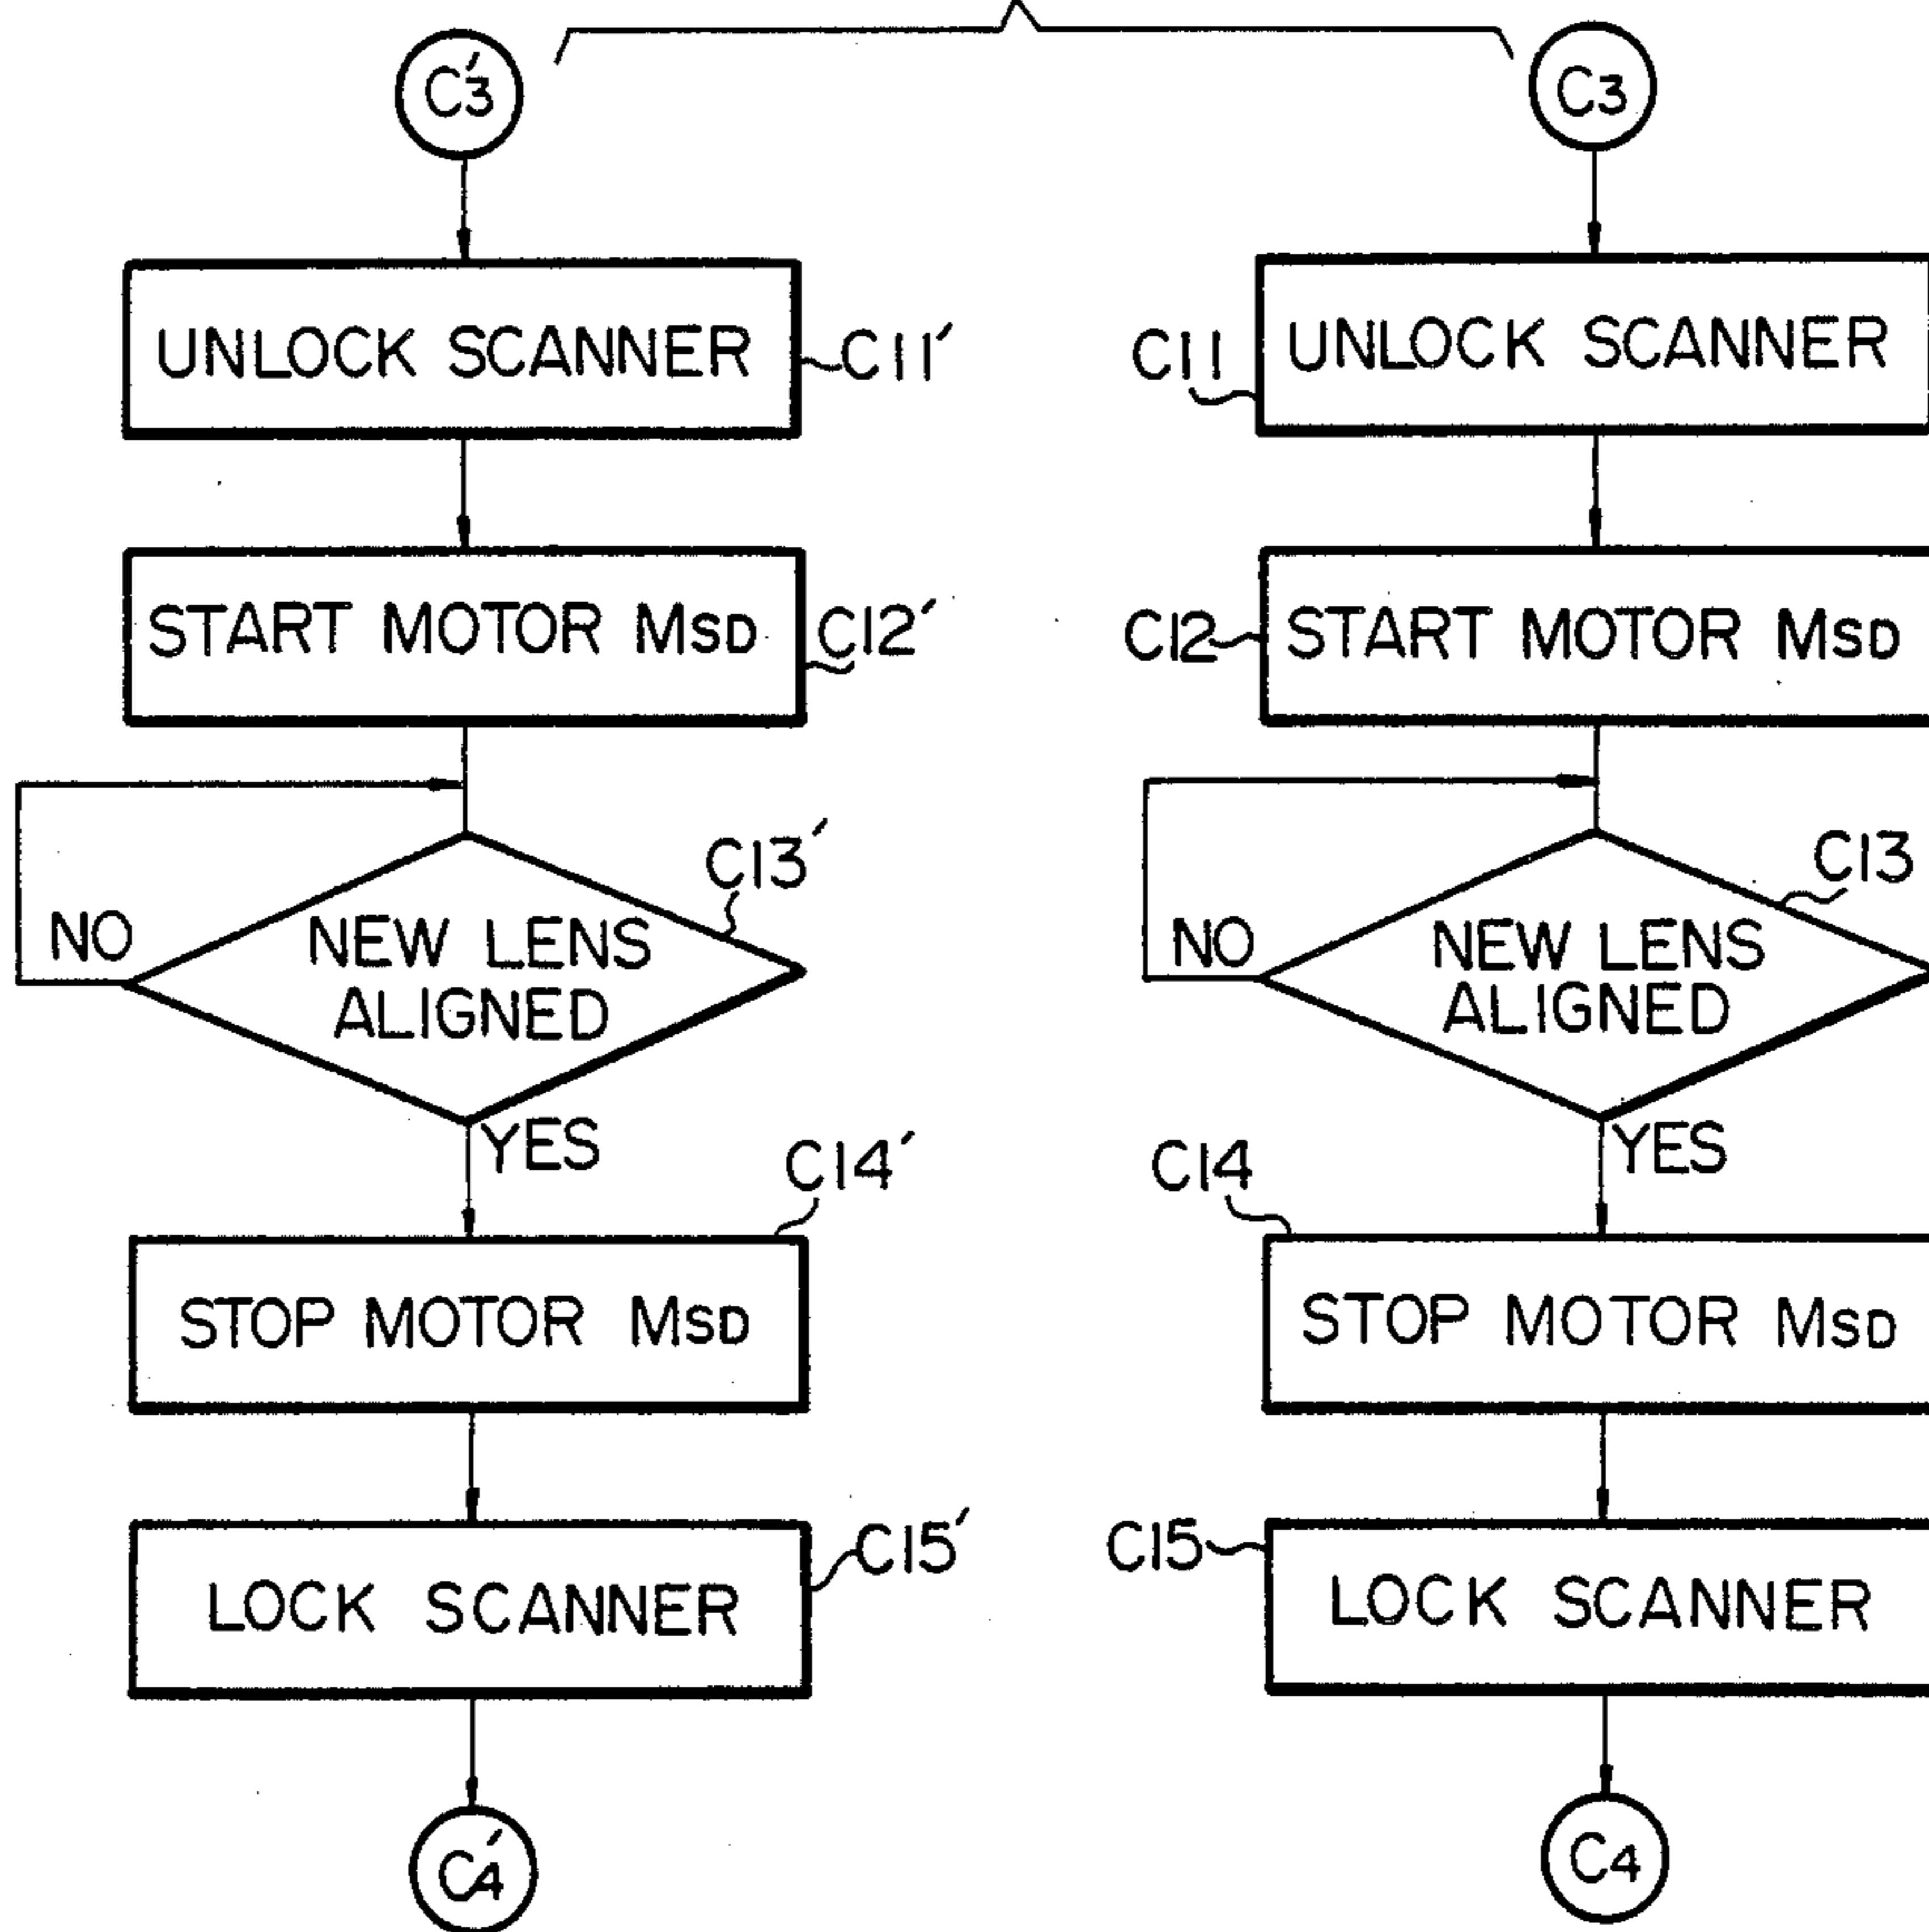 C'3
UNLOCK SCANNER
C11'
START MOTOR MSD
C12'
C13'
NO
NEW LENS
ALIGNED
YES
C14'
STOP MOTOR MSD
C15'
LOCK SCANNER
C'4
C3
C11
UNLOCK SCANNER
C12
START MOTOR MSD
C13
NO
NEW LENS
ALIGNED
YES
C14
STOP MOTOR MSD
C15
LOCK SCANNER
C4